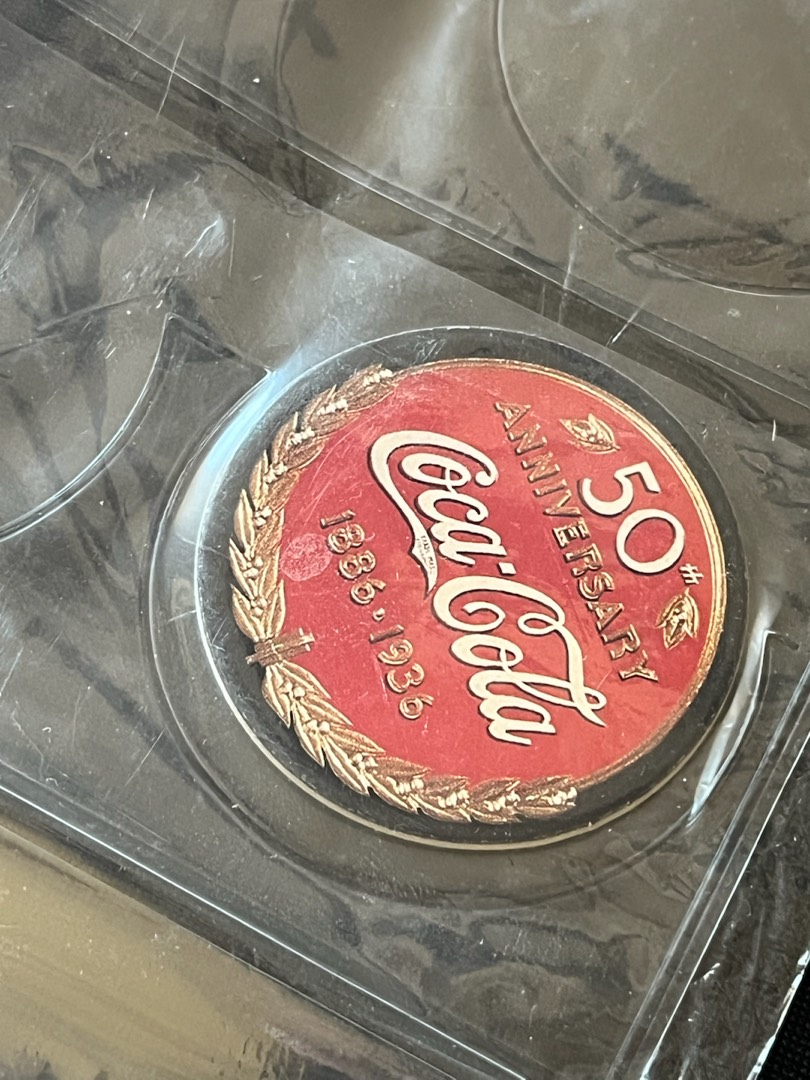 50th
ANNIVERSARY
Coca-Cola
1886·1936